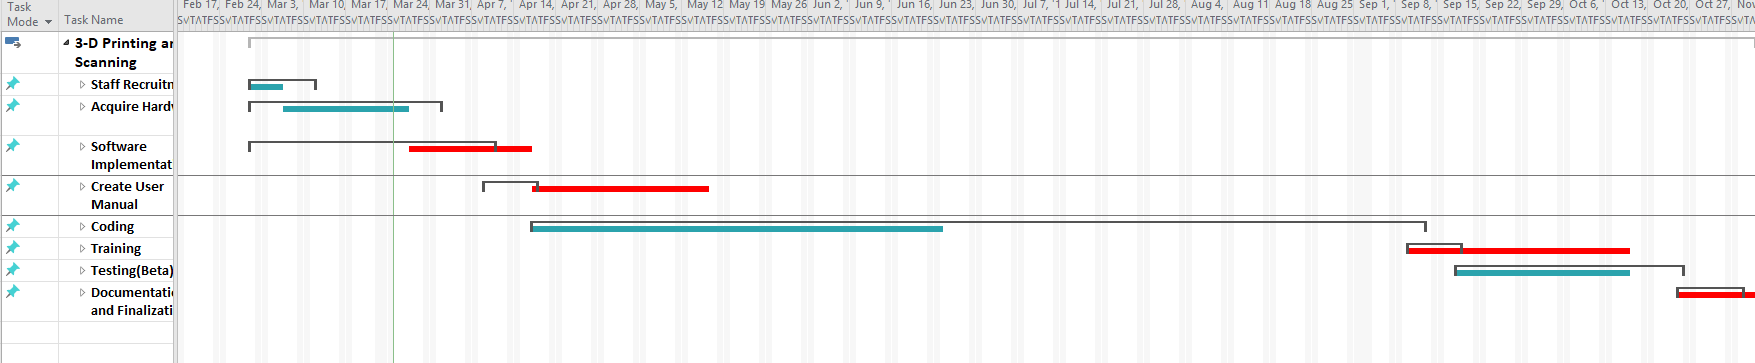 Task Mode
Task Name
Feb 17, Feb 24, Mar 3, Mar 10, Mar 17, Mar 24, Mar 31, Apr 7, ' Apr 14, Apr 21, Apr 28, May 5, May 12 May 19 May 26 Jun 2, ' Jun 9, ' Jun 16, Jun 23, Jun 30, Jul 7, '1 Jul 14, Jul 21, Jul 28, Aug 4, Aug 11 Aug 18 Aug 25 Sep 1, ' Sep 8, ' Sep 15, Sep 22, Sep 29, Oct 6, Oct 13, Oct 20, Oct 27, Nov
3-D Printing ar
Scanning
Staff Recruitn
Acquire Hardv
Software
Implementat
Create User
Manual
Coding
Training
Testing(Beta)
Documentati
and Finalizati